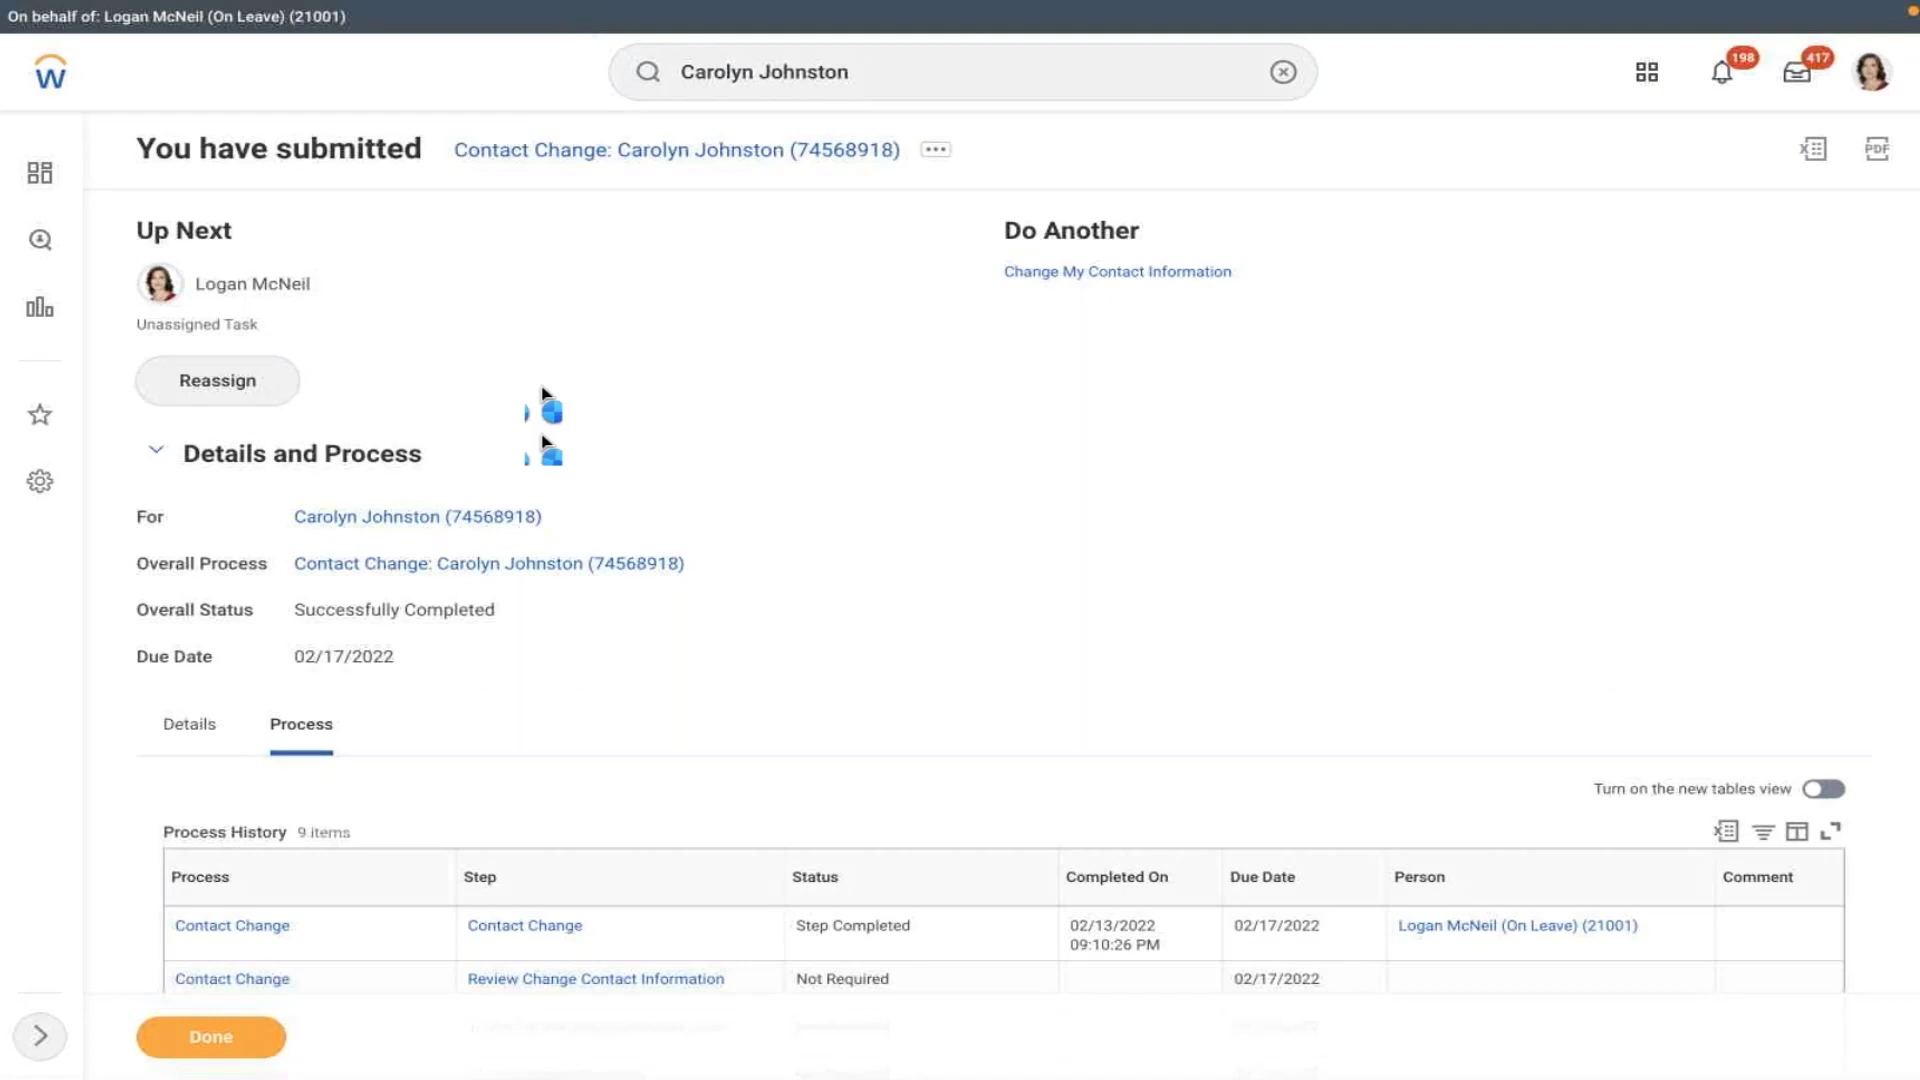 On behalf of: Logan McNeil (On Leave) (21001)
W
Carolyn Johnston
198
417
You have submitted Contact Change: Carolyn Johnston (74568918)
PDF
Up Next
Do Another
Logan McNeil
Change My Contact Information
Unassigned Task
Reassign
Details and Process
For Carolyn Johnston (74568918)
Overall Process Contact Change: Carolyn Johnston (74568918)
Overall Status Successfully Completed
Due Date 02/17/2022
Details Process
Turn on the new tables view
Process History 9 items
Process Step Status Completed On Due Date Person Comment
Contact Change Contact Change Step Completed 02/13/2022 02/17/2022 Logan McNeil (On Leave) (21001)
09:10:26 PM
Contact Change Review Change Contact Information Not Required 02/17/2022
Done